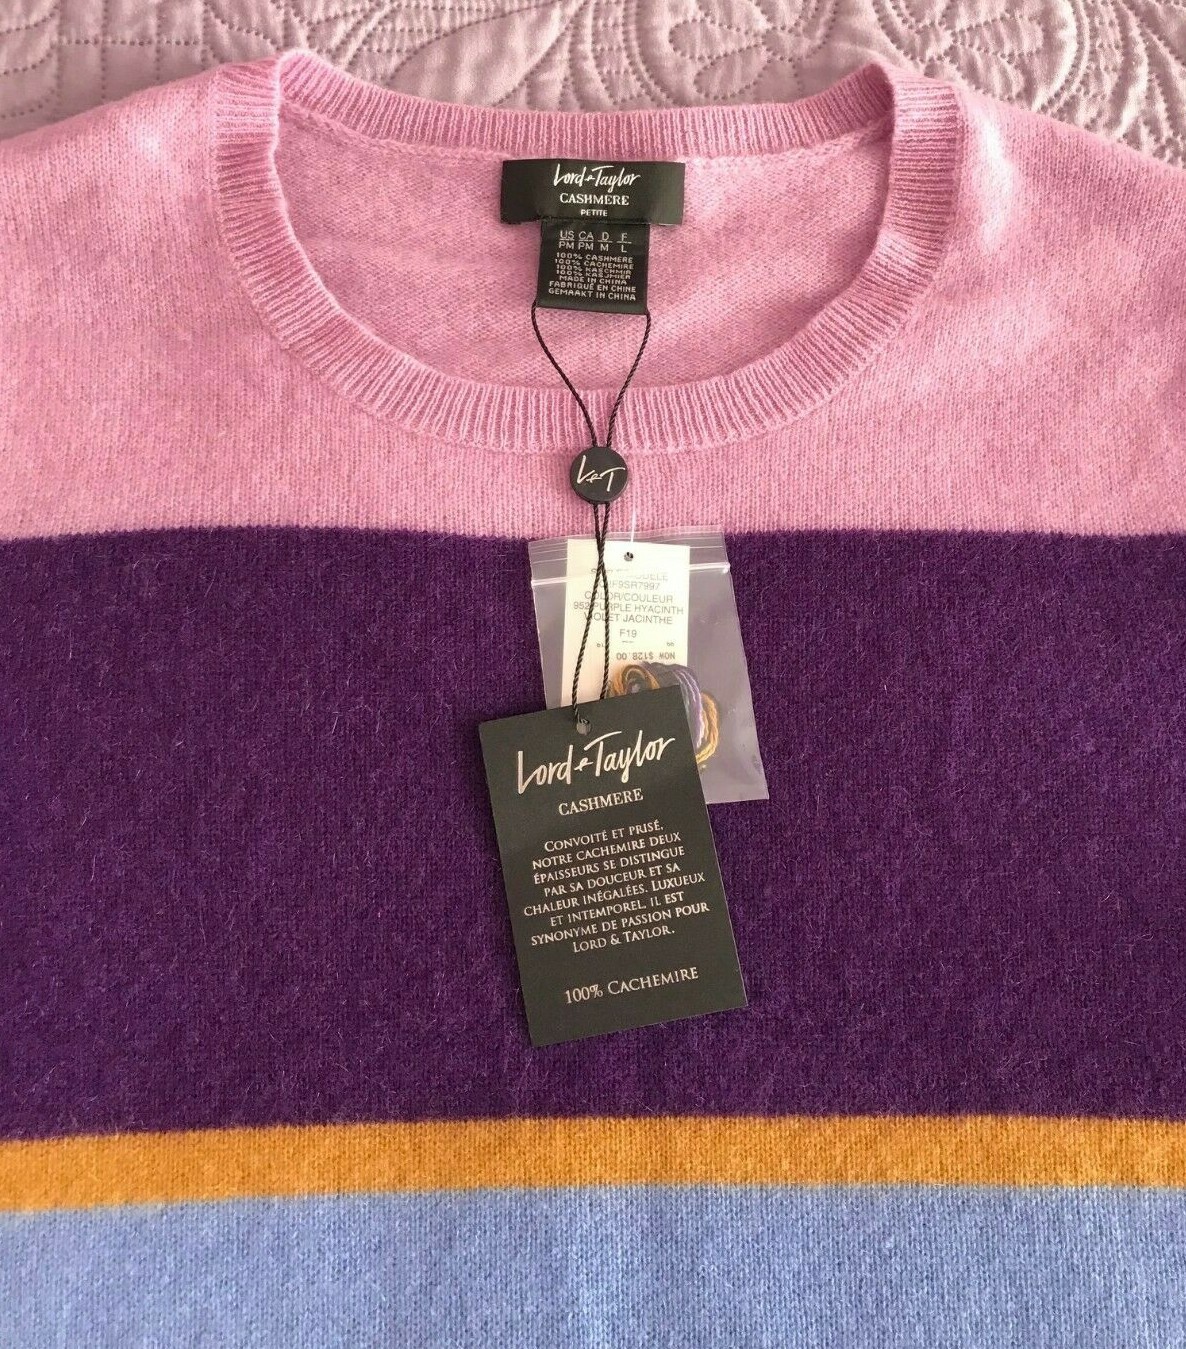 Lord & Taylor
CASHMERE
PETITE
US CA D F
PM PM M L
100% CASHMERE
100% CACHEMIRE
100% KASCHMIR
100% KASJMIER
MADE IN CHINA
FABRIQUÉ EN CHINE
GEMAAKT IN CHINA
L&T
952 PURPLE HYACINTH
VIOLET JACINTHE
F19
NOW $128.00
COLOR/COULEUR
Lord & Taylor
CASHMERE
CONVOITÉ ET PRISÉ,
NOTRE CACHEMIRE DEUX
ÉPAISSEURS SE DISTINGUE
PAR SA DOUCEUR ET SA
CHALEUR INÉGALÉES. LUXUEUX
ET INTEMPOREL, IL EST
SYNONYME DE PASSION POUR
LORD & TAYLOR.
100% CACHEMIRE